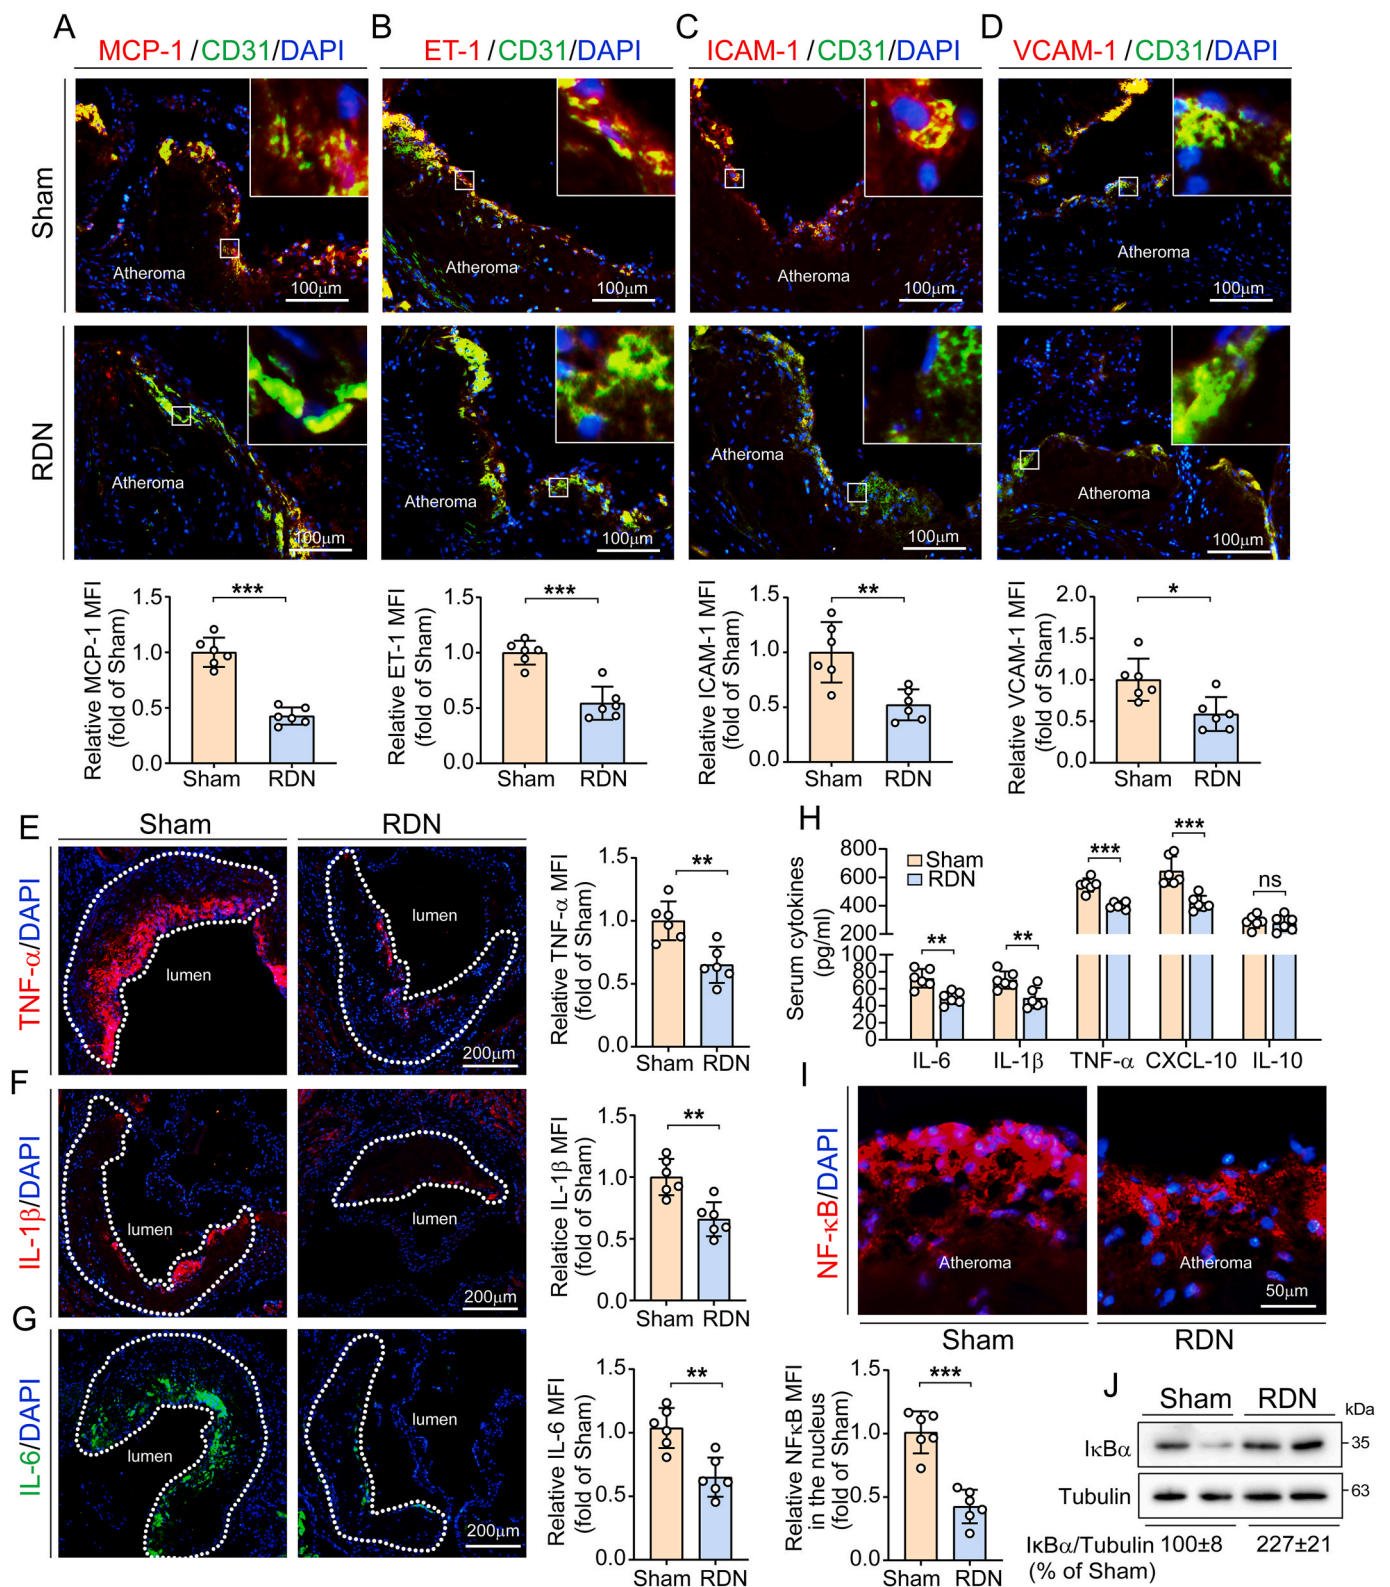 A
MCP-1 /CD31/DAPI
B
ET-1 /CD31/DAPI
C
ICAM-1 /CD31/DAPI
D
VCAM-1 /CD31/DAPI
Sham
Atheroma
100μm
Atheroma
100μm
Atheroma
100μm
Atheroma
100μm
RDN
Atheroma
100μm
Atheroma
100μm
Atheroma
100μm
Atheroma
100μm
Relative MCP-1 MFI
(fold of Sham)
1.5
1.0
0.5
0.0
***
Sham RDN
Relative ET-1 MFI
(fold of Sham)
1.5
1.0
0.5
0.0
***
Sham RDN
Relative ICAM-1 MFI
(fold of Sham)
1.5
1.0
0.5
0.0
**
Sham RDN
Relative VCAM-1 MFI
(fold of Sham)
2.0
1.5
1.0
0.5
0.0
*
Sham RDN
E
Sham
RDN
TNF-α/DAPI
lumen
lumen
200μm
Relative TNF-α MFI
(fold of Sham)
1.5
1.0
0.5
0.0
**
Sham RDN
F
IL-1β/DAPI
lumen
lumen
200μm
Relatice IL-1β MFI
(fold of Sham)
1.5
1.0
0.5
0.0
**
Sham RDN
G
IL-6/DAPI
lumen
lumen
200μm
Relative IL-6 MFI
(fold of Sham)
1.5
1.0
0.5
0.0
**
Sham RDN
H
Serum cytokines
(pg/ml)
800
600
400
200
100
80
60
40
20
0
Sham
RDN
**
**
***
***
ns
IL-6 IL-1β TNF-α CXCL-10 IL-10
I
NF-κB/DAPI
Atheroma
Atheroma
50μm
Sham
RDN
Relative NFκB MFI
in the nucleus
(fold of Sham)
1.5
1.0
0.5
0.0
***
Sham RDN
J
Sham RDN
kDa
IκBα
35
Tubulin
63
IκBα/Tubulin 100±8 227±21
(% of Sham)